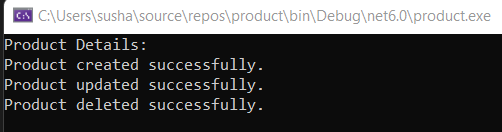 C:\Users\susha\source\repos\product\bin\Debug\net6.0\product.exe
Product Details:
Product created successfully.
Product updated successfully.
Product deleted successfully.